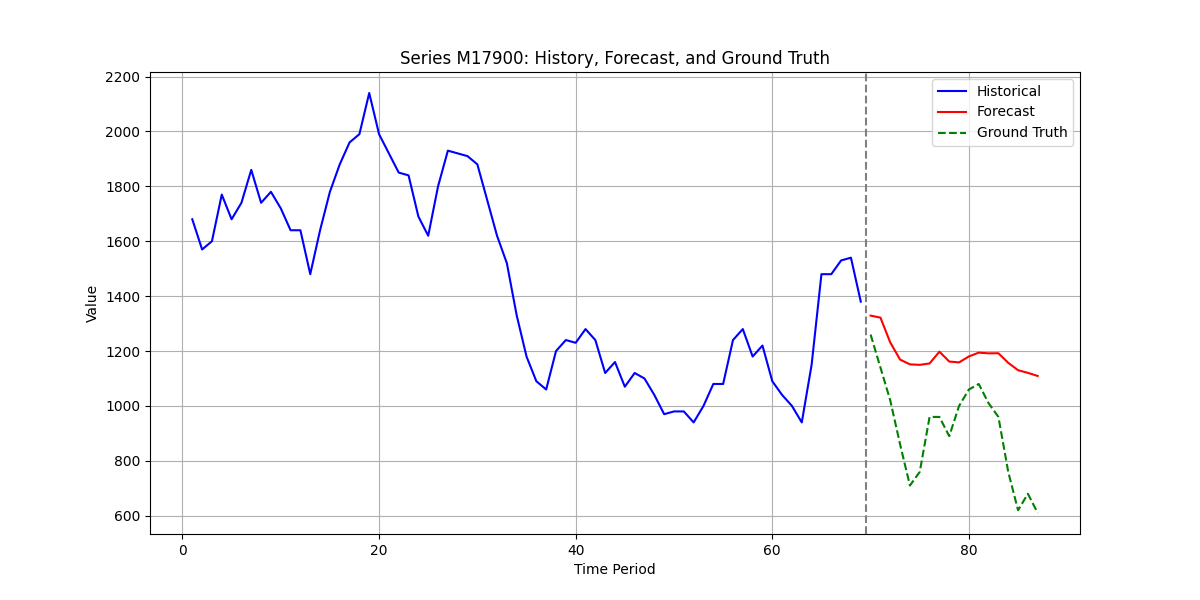 Series M17900: History, Forecast, and Ground Truth
Historical
Forecast
Ground Truth
Value
2200
2000
1800
1600
1400
1200
1000
800
600
0 20 40 60 80
Time Period